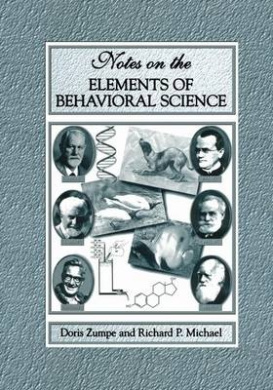 Notes on the
ELEMENTS OF
BEHAVIORAL SCIENCE
Doris Zumpe and Richard P. Michael